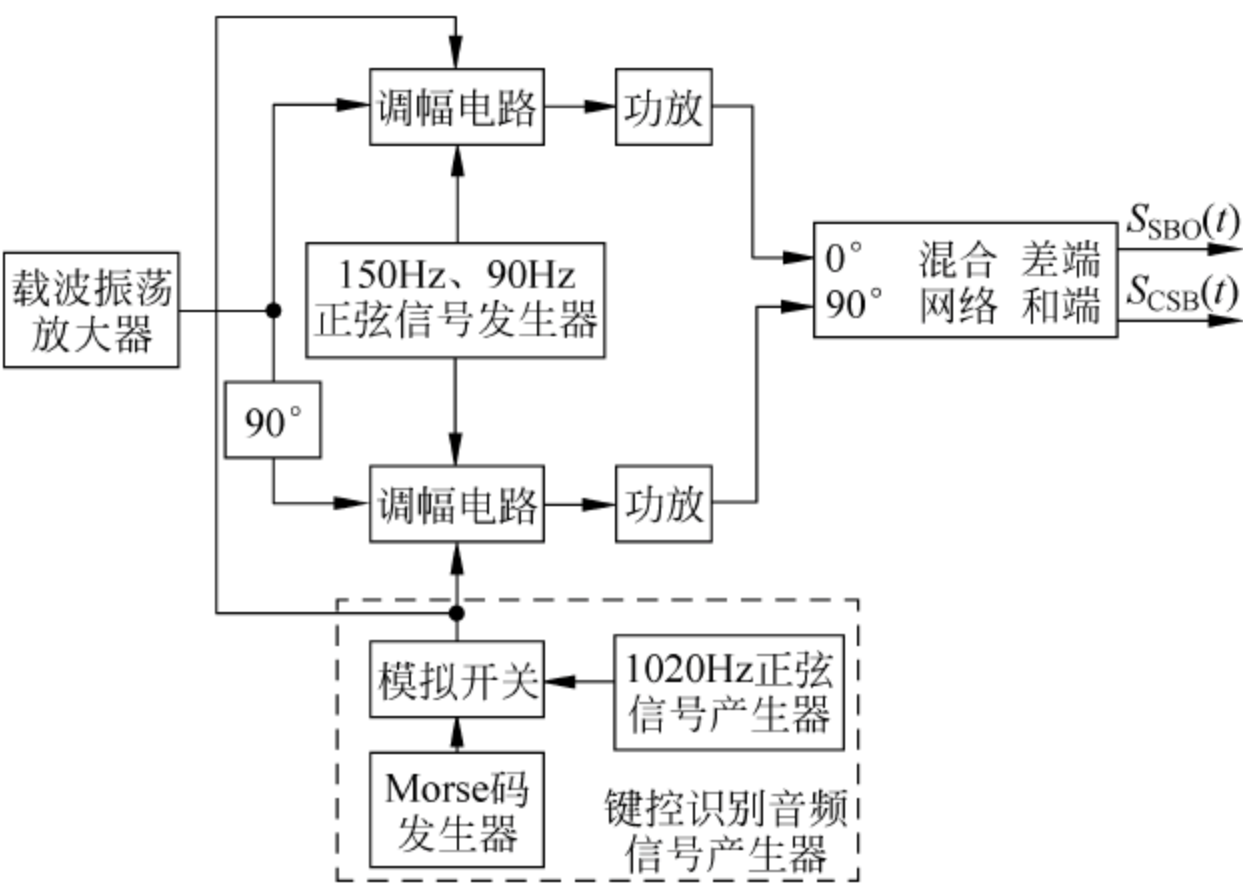 调幅电路
功放
S_SBO(t)
0° 混合 差端
90° 网络 和端
S_CSB(t)
载波振荡
放大器
150Hz、90Hz
正弦信号发生器
90°
调幅电路
功放
模拟开关
1020Hz正弦
信号产生器
Morse码
发生器
键控识别音频
信号产生器